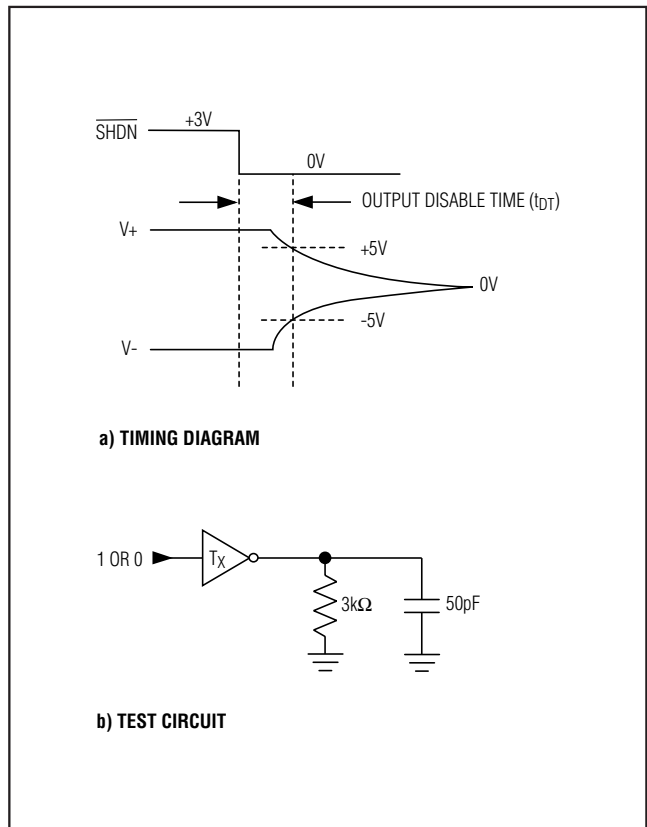 +3V
SHDN
0V
OUTPUT DISABLE TIME (tDT)
V+
+5V
0V
-5V
V-
a) TIMING DIAGRAM
1 OR 0
TX
3kΩ
50pF
b) TEST CIRCUIT